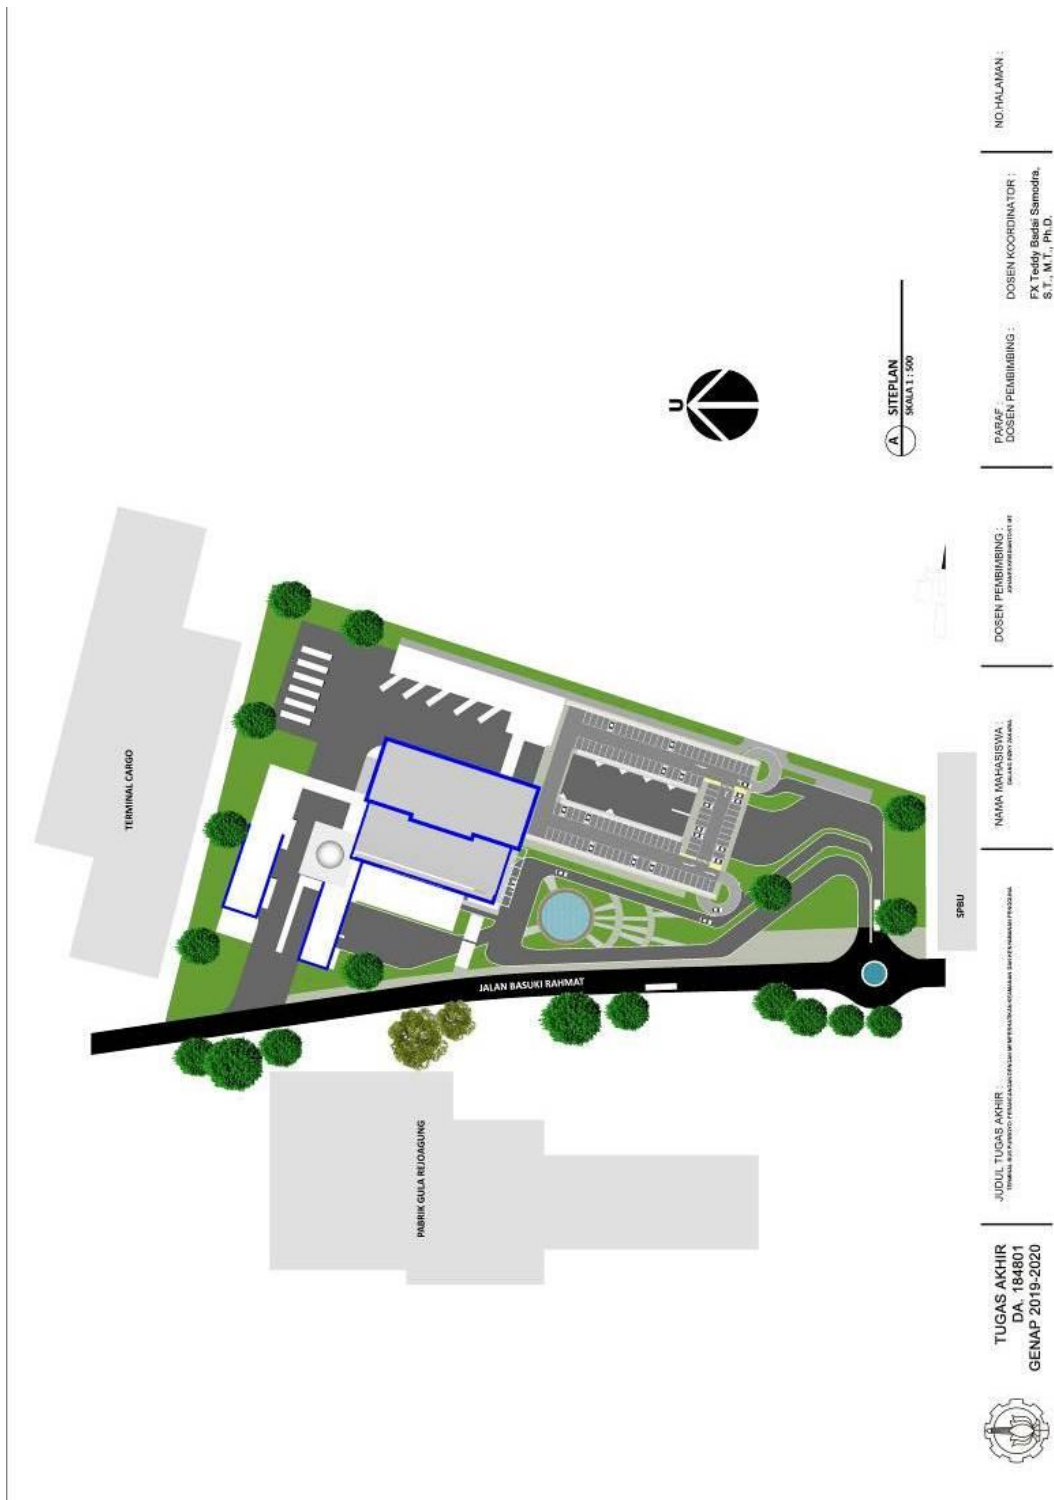 TERMINAL CARGO
JALAN BASUKI RAHMAT
PABRIK GULA REJOAGUNG
SPBU
U
A
SITEPLAN
SKALA 1 : 500
TUGAS AKHIR
DA. 184801
GENAP 2019-2020
JUDUL TUGAS AKHIR :
NAMA MAHASISWA :
DOSEN PEMBIMBING :
PARAF :
DOSEN PEMBIMBING :
DOSEN KOORDINATOR :
FX Teddy Badai Samodra,
S.T., M.T., Ph.D.
NO.HALAMAN :